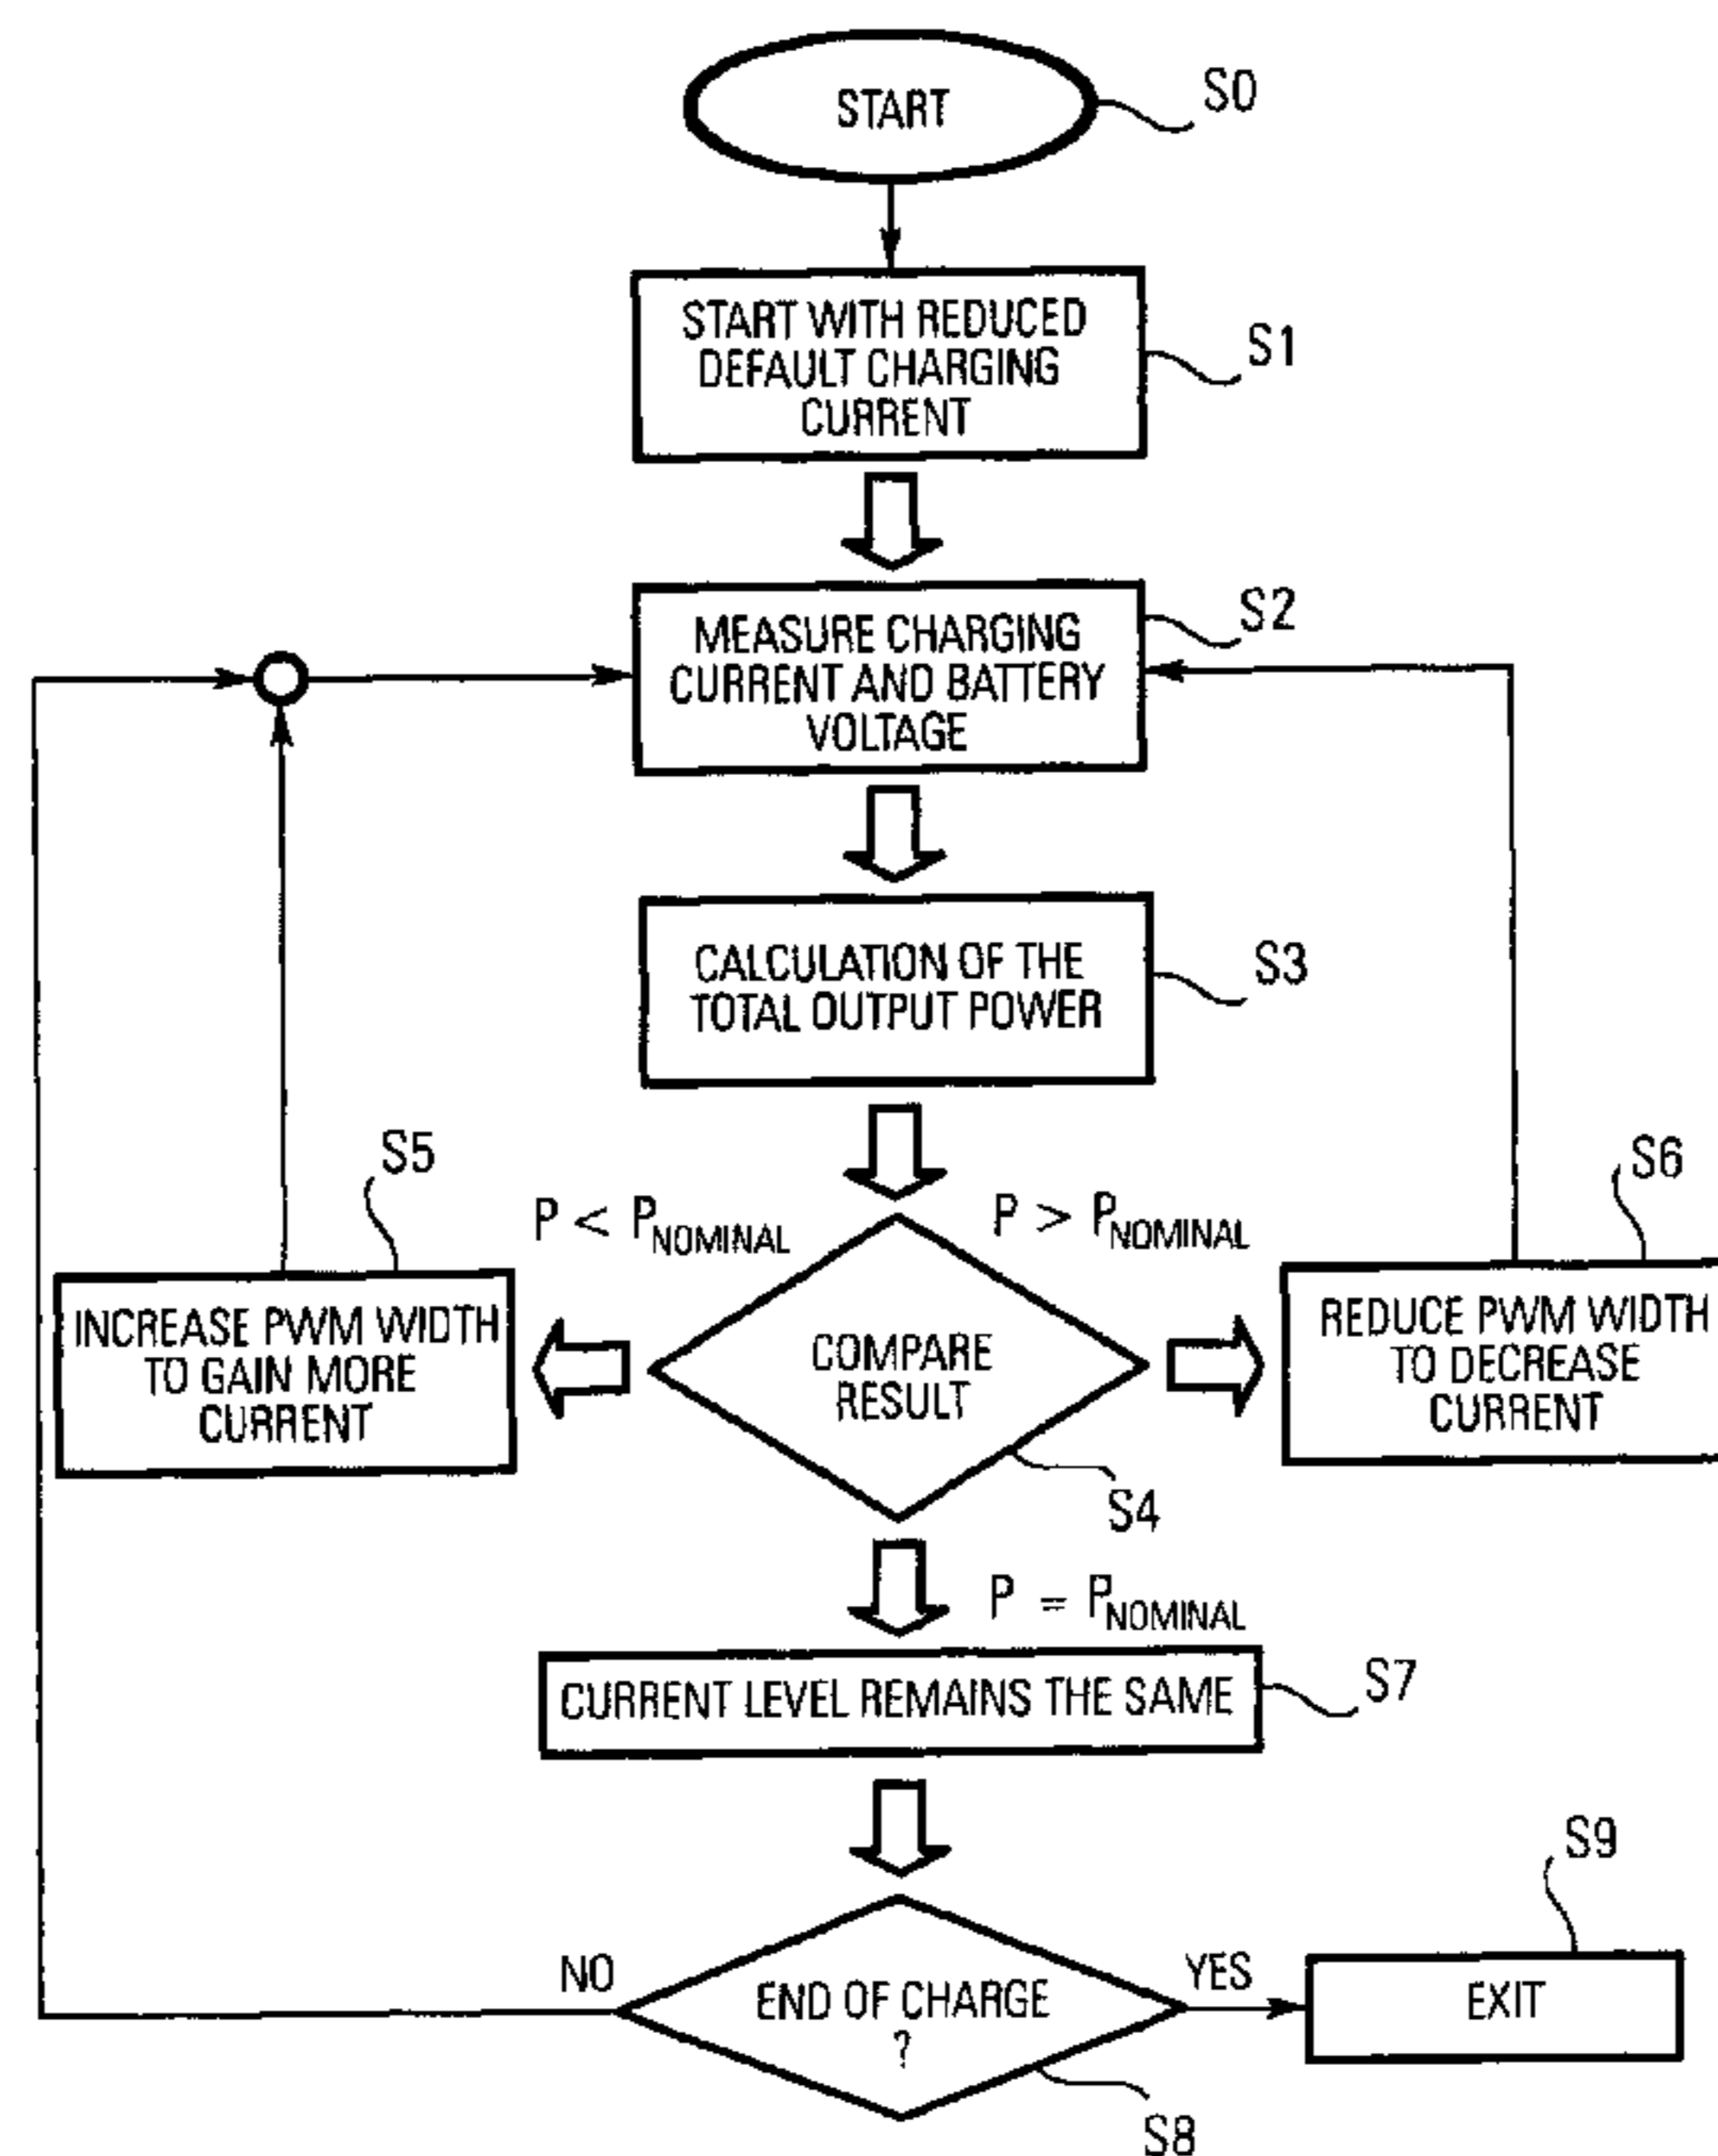 START
S0
START WITH REDUCED
DEFAULT CHARGING
CURRENT
S1
MEASURE CHARGING
CURRENT AND BATTERY
VOLTAGE
S2
CALCULATION OF THE
TOTAL OUTPUT POWER
S3
P < PNOMINAL
P > PNOMINAL
S5
S6
INCREASE PWM WIDTH
TO GAIN MORE
CURRENT
COMPARE
RESULT
REDUCE PWM WIDTH
TO DECREASE
CURRENT
S4
P = PNOMINAL
CURRENT LEVEL REMAINS THE SAME
S7
NO
END OF CHARGE
?
YES
S9
EXIT
S8